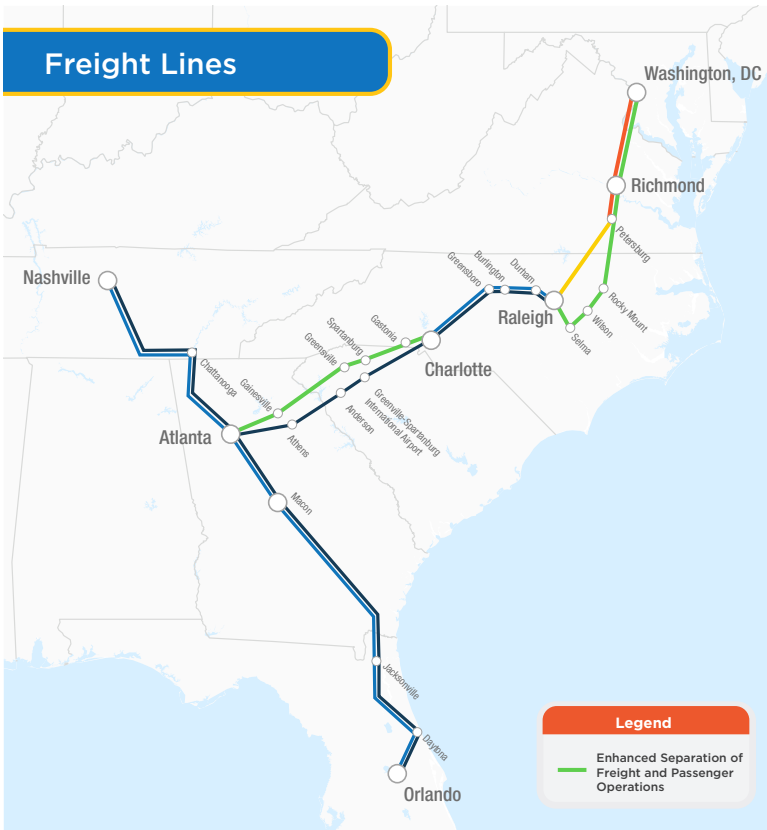 Freight Lines
Washington, DC
Richmond
Petersburg
Nashville
Greensboro
Burlington
Durham
Raleigh
Rocky Mount
Wilson
Selma
Gastonia
Spartanburg
Greensville
Charlotte
Chattanooga
Gainesville
Greenville-Spartanburg
International Airport
Anderson
Atlanta
Athens
Macon
Jacksonville
Daytona
Orlando
Legend
Enhanced Separation of
Freight and Passenger
Operations